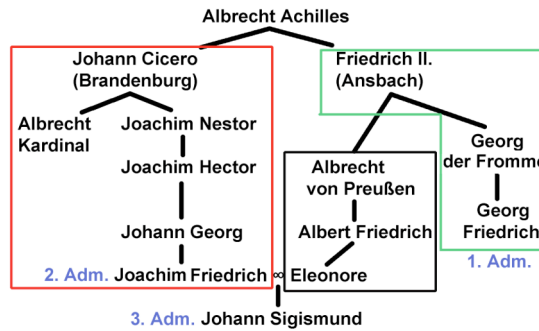 Albrecht Achilles
Johann Cicero
(Brandenburg)
Friedrich II.
(Ansbach)
Albrecht
Kardinal
Joachim Nestor
Joachim Hector
Johann Georg
Albrecht
von Preußen
Albert Friedrich
Georg
der Fromme
Georg
Friedrich
1. Adm.
2. Adm. Joachim Friedrich ∞ Eleonore
3. Adm. Johann Sigismund